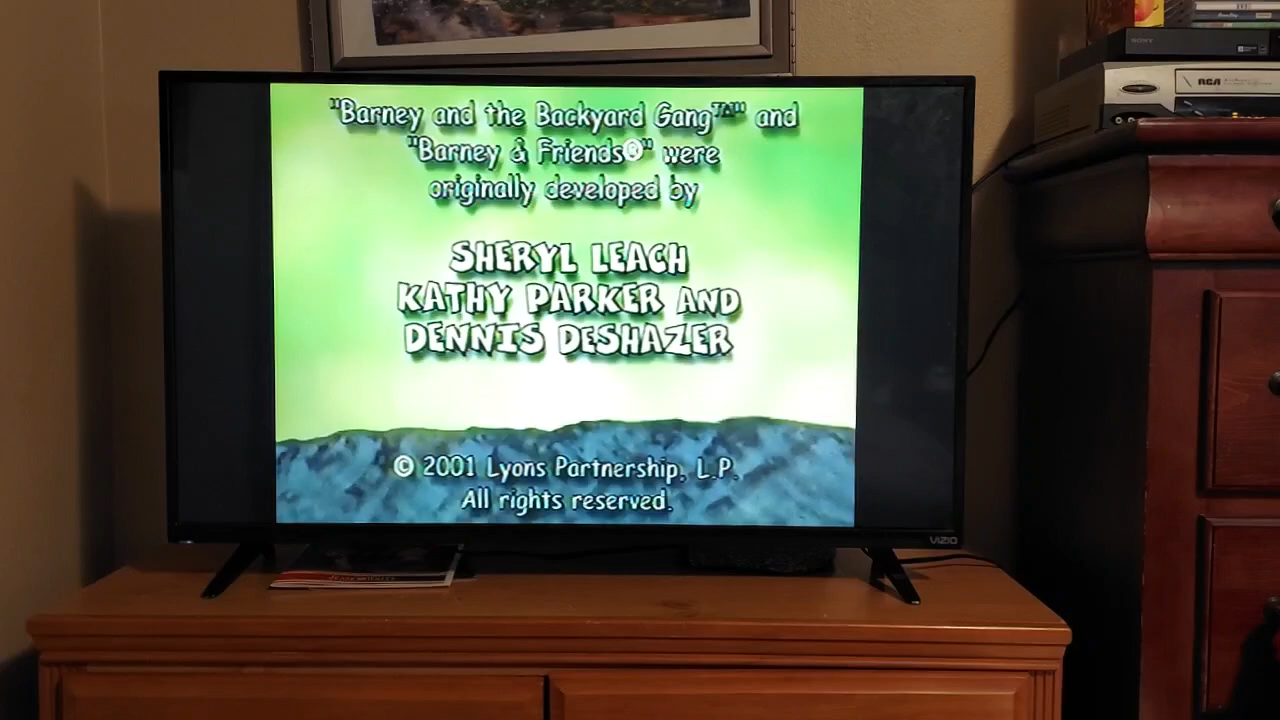 "Barney and the Backyard Gang™" and
"Barney & Friends®" were
originally developed by
SHERYL LEACH
KATHY PARKER AND
DENNIS DESHAZER
© 2001 Lyons Partnership, L.P.
All rights reserved.
VIZIO
SONY
RCA